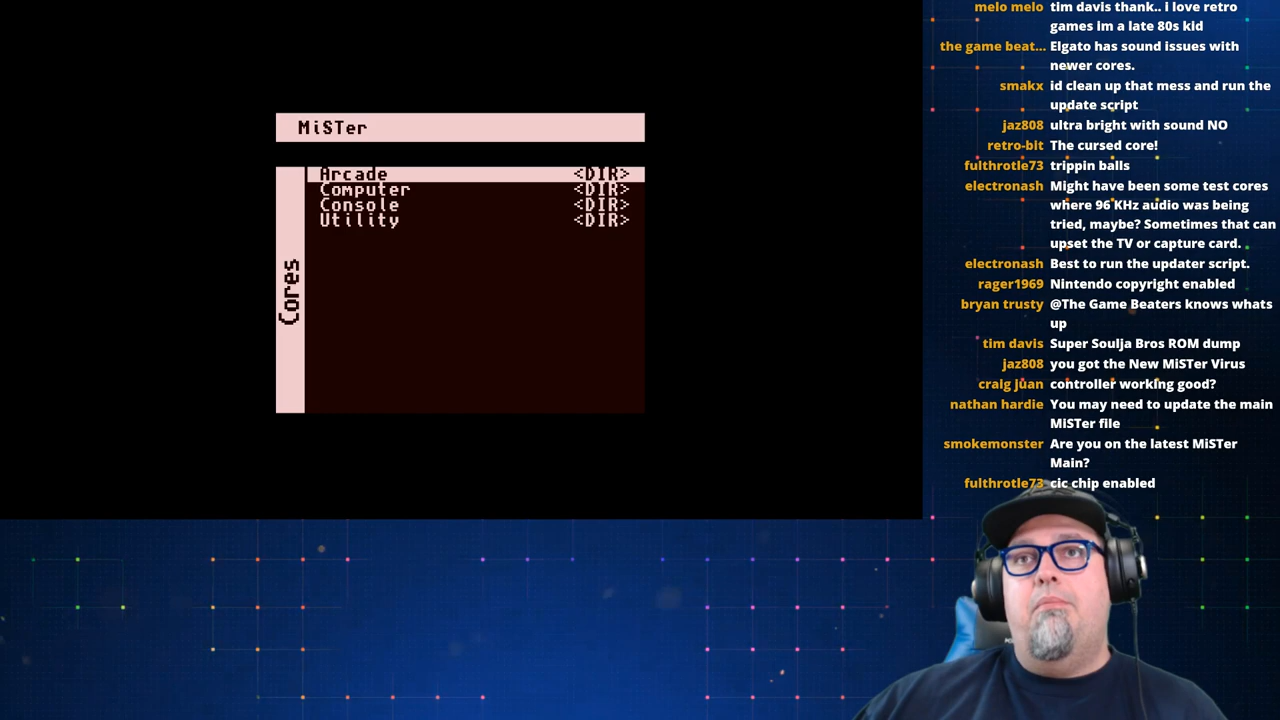 MiSTer
Arcade <DIR>
Computer <DIR>
Console <DIR>
Utility <DIR>
Cores
melo melo tim davis thank.. i love retro
games im a late 80s kid
the game beat... Elgato has sound issues with
newer cores.
smakx id clean up that mess and run the
update script
jaz808 ultra bright with sound NO
retro-bit The cursed core!
fulthrotle73 trippin balls
electronash Might have been some test cores
where 96 KHz audio was being
tried, maybe? Sometimes that can
upset the TV or capture card.
electronash Best to run the updater script.
rager1969 Nintendo copyright enabled
bryan trusty @The Game Beaters knows whats
up
tim davis Super Soulja Bros ROM dump
jaz808 you got the New MiSTer Virus
craig juan controller working good?
nathan hardie You may need to update the main
MiSTer file
smokemonster Are you on the latest MiSTer
Main?
fulthrotle73 cic chip enabled